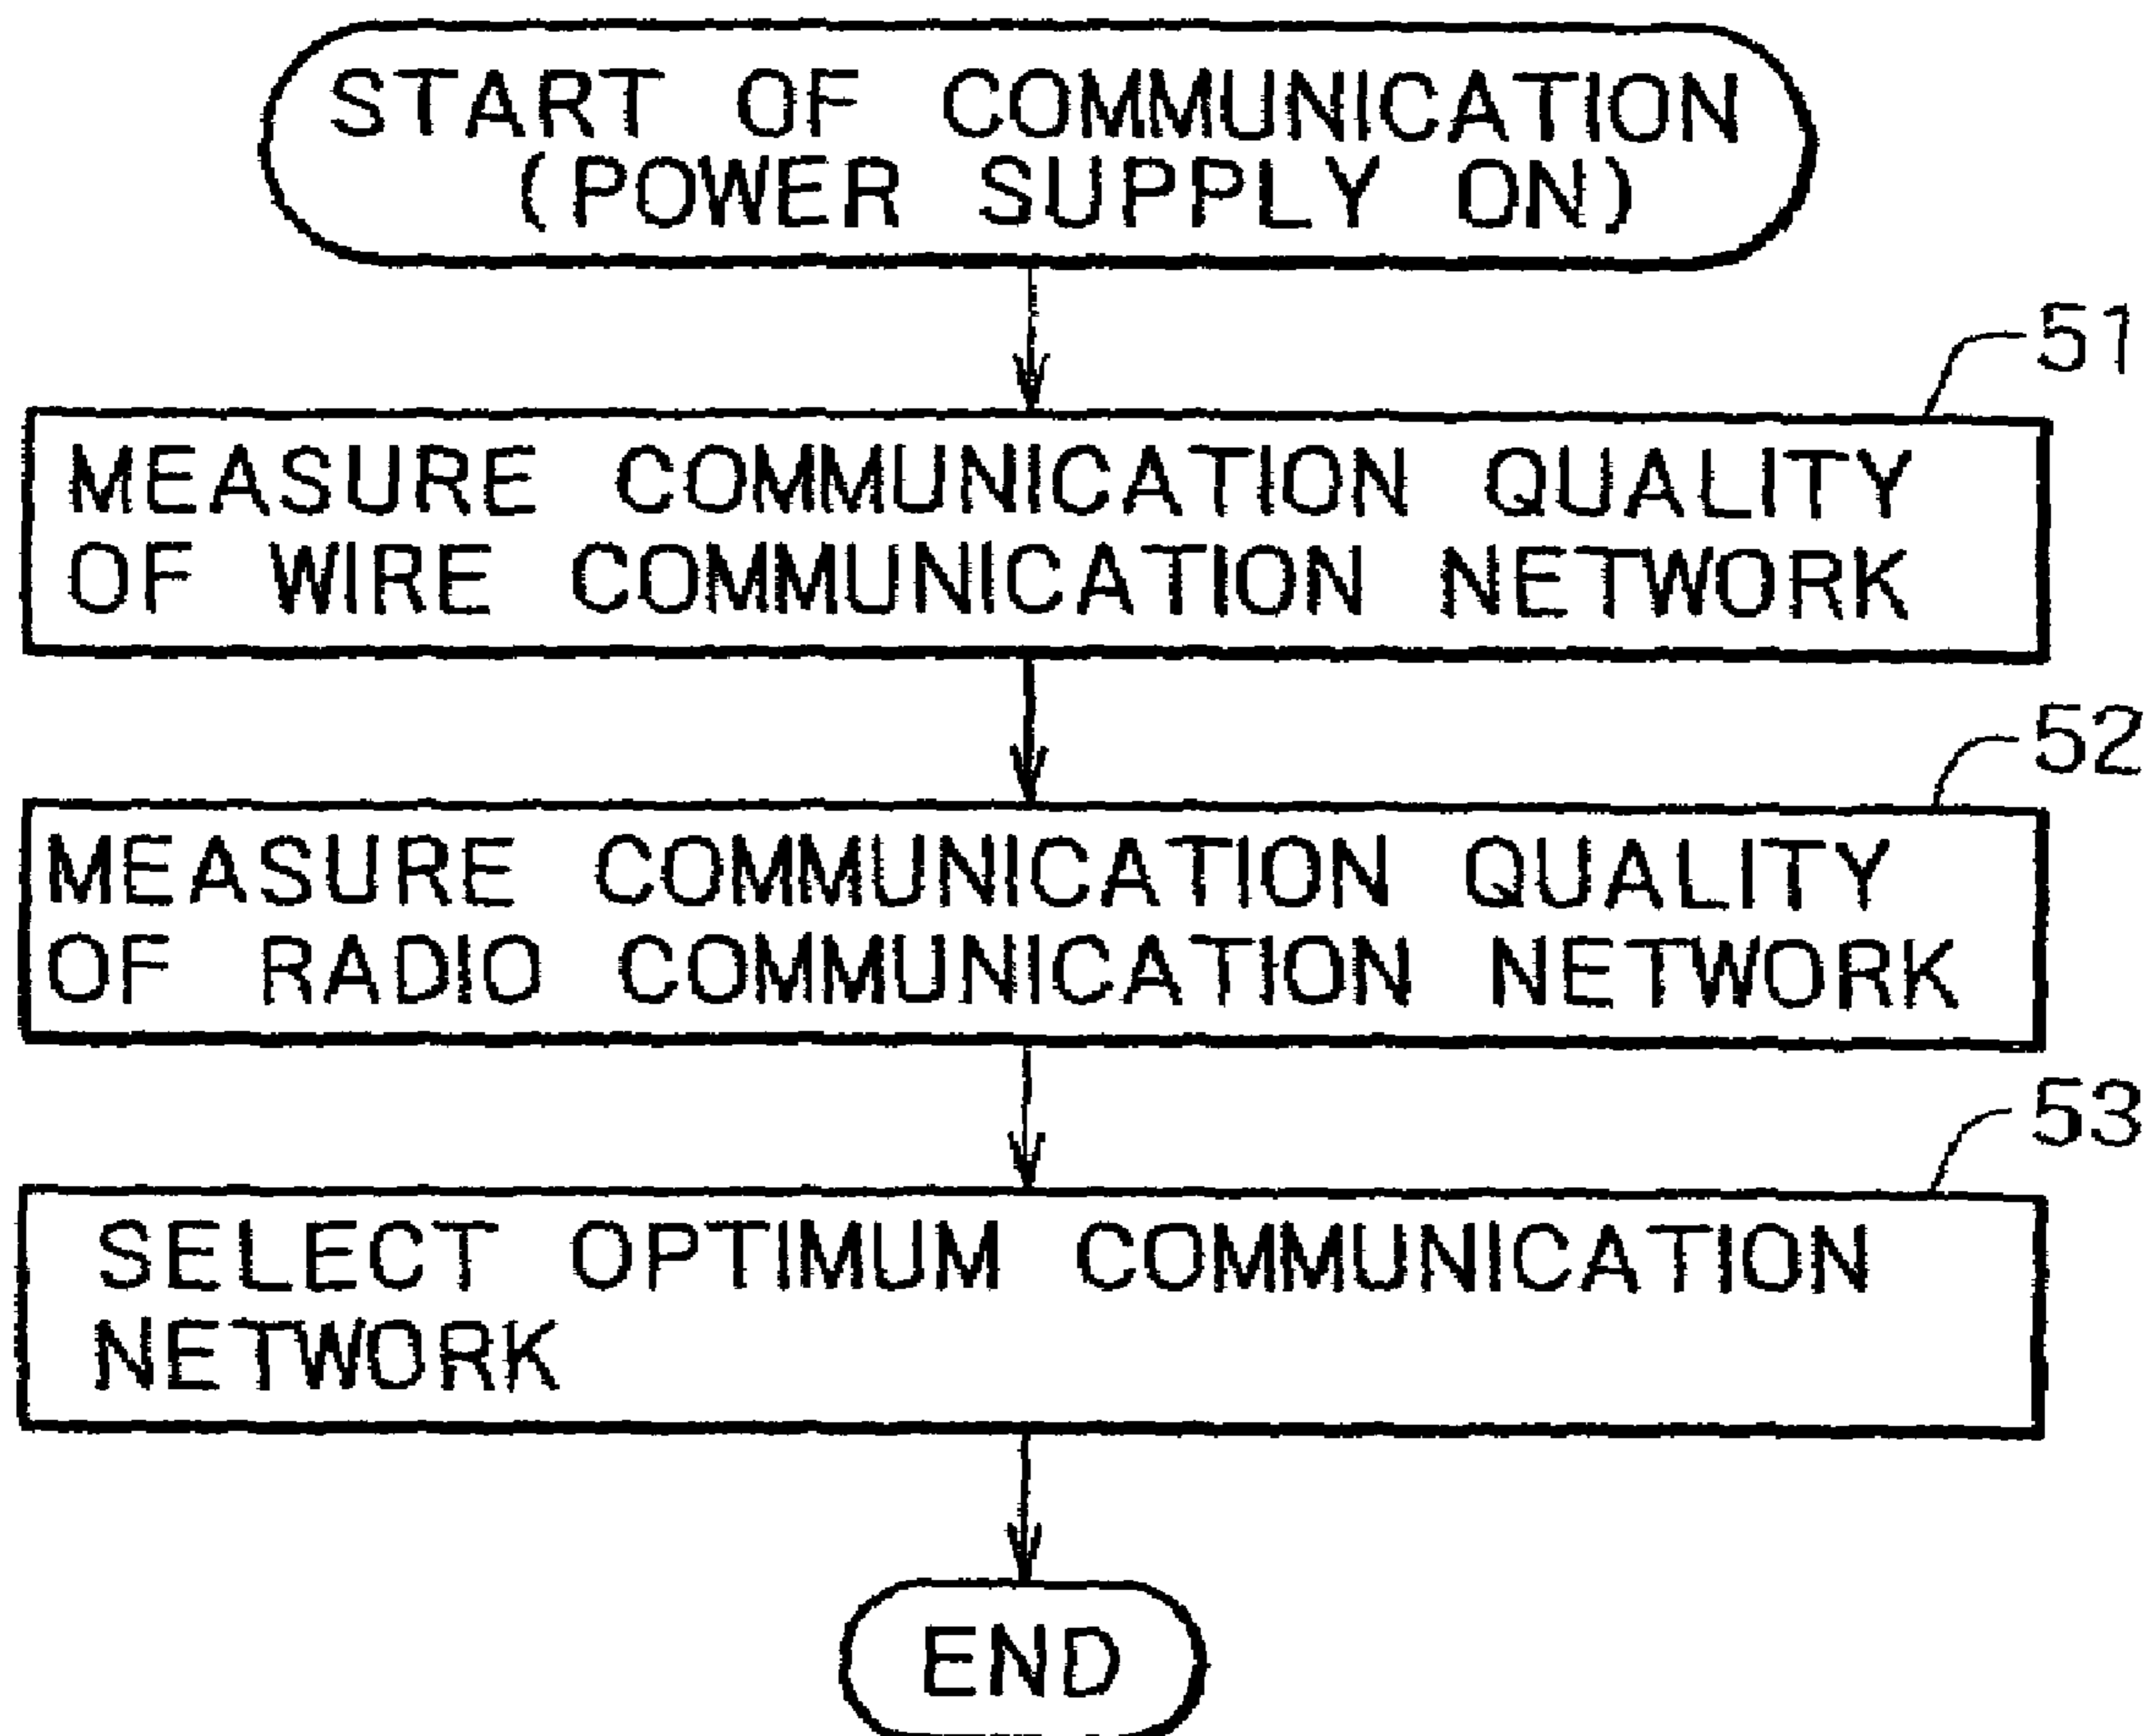 START OF COMMUNICATION
(POWER SUPPLY ON)
51
MEASURE COMMUNICATION QUALITY
OF WIRE COMMUNICATION NETWORK
52
MEASURE COMMUNICATION QUALITY
OF RADIO COMMUNICATION NETWORK
53
SELECT OPTIMUM COMMUNICATION
NETWORK
END